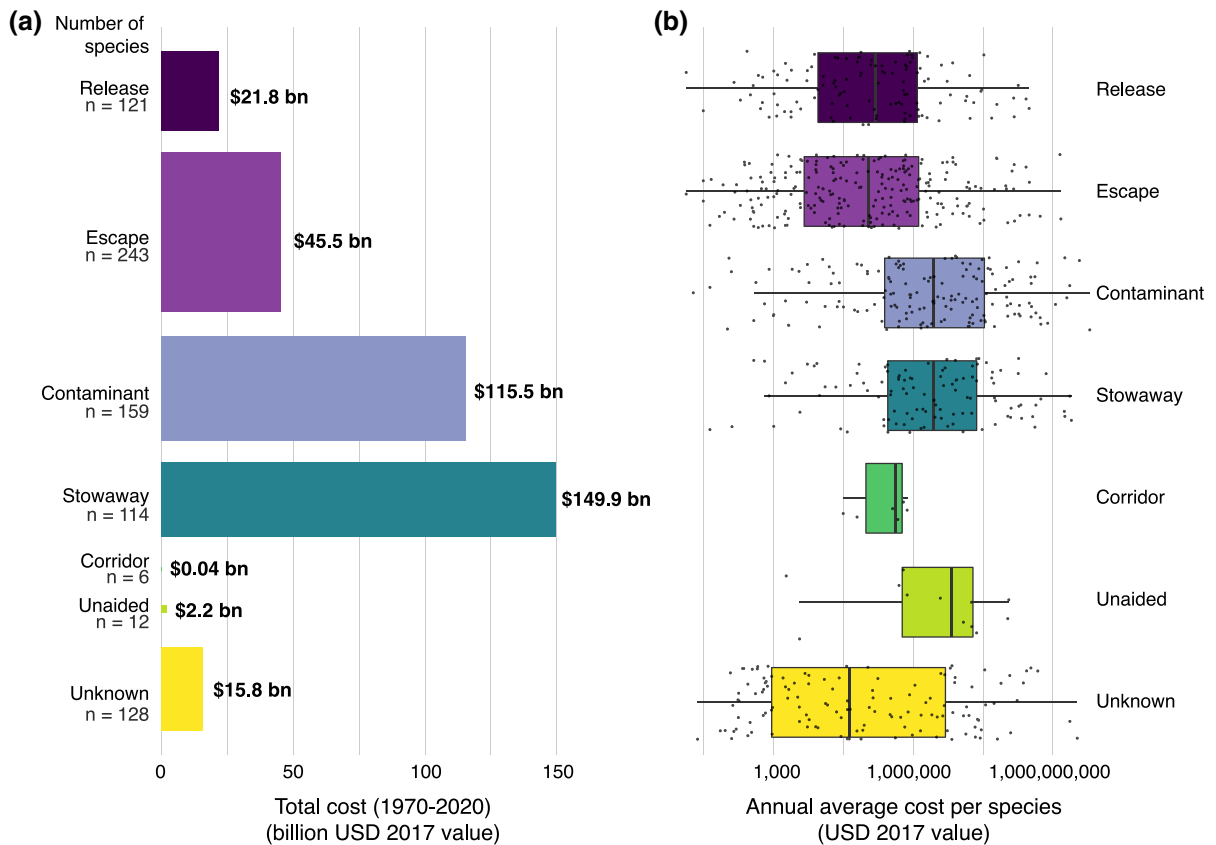 (a)
Number of
species
Release
n = 121
$21.8 bn
Escape
n = 243
$45.5 bn
Contaminant
n = 159
$115.5 bn
Stowaway
n = 114
$149.9 bn
Corridor
n = 6
$0.04 bn
Unaided
n = 12
$2.2 bn
Unknown
n = 128
$15.8 bn
0
50
100
150
Total cost (1970-2020)
(billion USD 2017 value)
(b)
Release
Escape
Contaminant
Stowaway
Corridor
Unaided
Unknown
1,000
1,000,000
1,000,000,000
Annual average cost per species
(USD 2017 value)